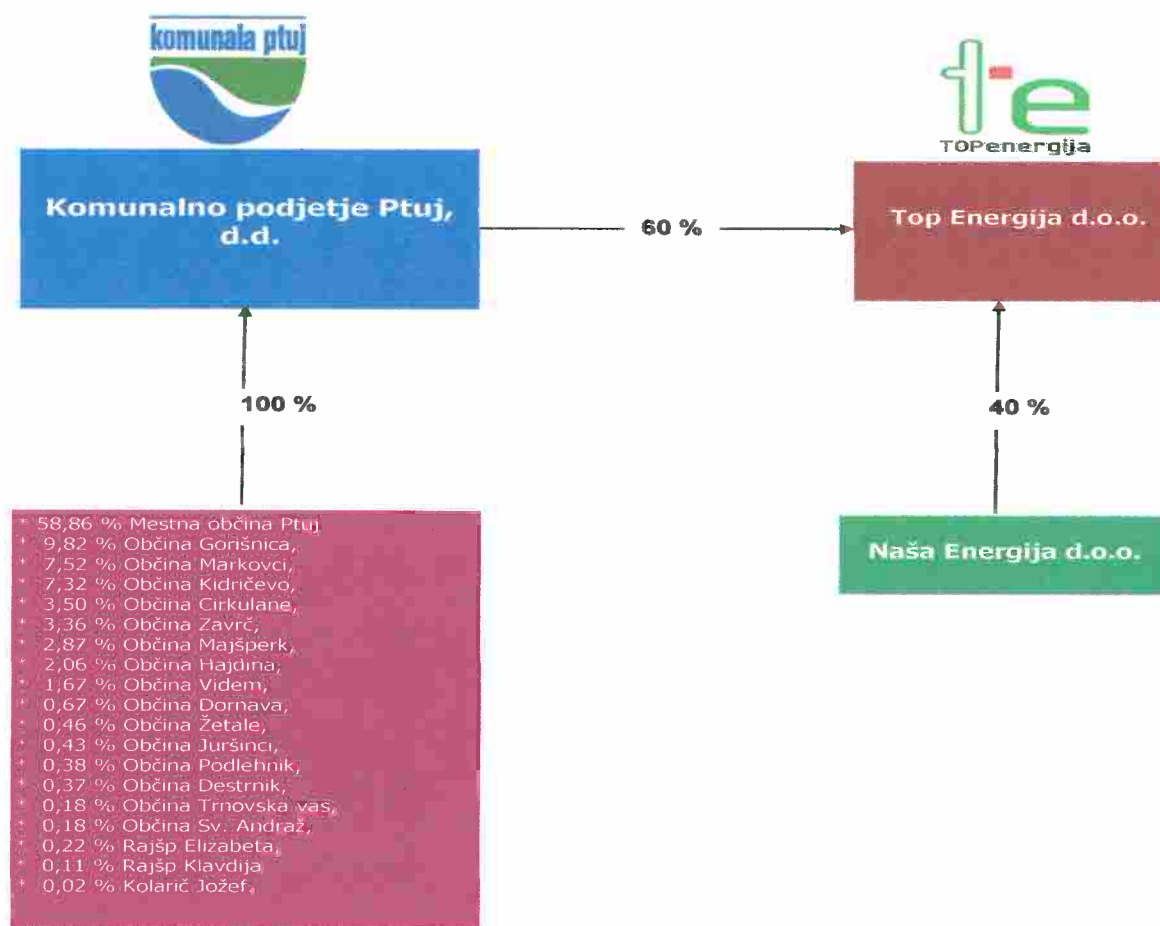 komunala ptuj
te
TOPenergija
Komunalno podjetje Ptuj,
d.d.
60 %
Top Energija d.o.o.
100 %
40 %
* 58,86 % Mestna občina Ptuj
* 9,82 % Občina Gorišnica,
* 7,52 % Občina Markovci,
* 7,32 % Občina Kidričevo,
* 3,50 % Občina Cirkulane,
* 3,36 % Občina Zavrč,
* 2,87 % Občina Majšperk,
* 2,06 % Občina Hajdina,
* 1,67 % Občina Videm,
* 0,67 % Občina Dornava,
* 0,46 % Občina Žetale,
* 0,43 % Občina Juršinci,
* 0,38 % Občina Podlehnik,
* 0,37 % Občina Destrnik,
* 0,18 % Občina Trnovska vas,
* 0,18 % Občina Sv. Andraž,
* 0,22 % Rajšp Elizabeta,
* 0,11 % Rajšp Klavdija
* 0,02 % Kolarič Jožef,
Naša Energija d.o.o.